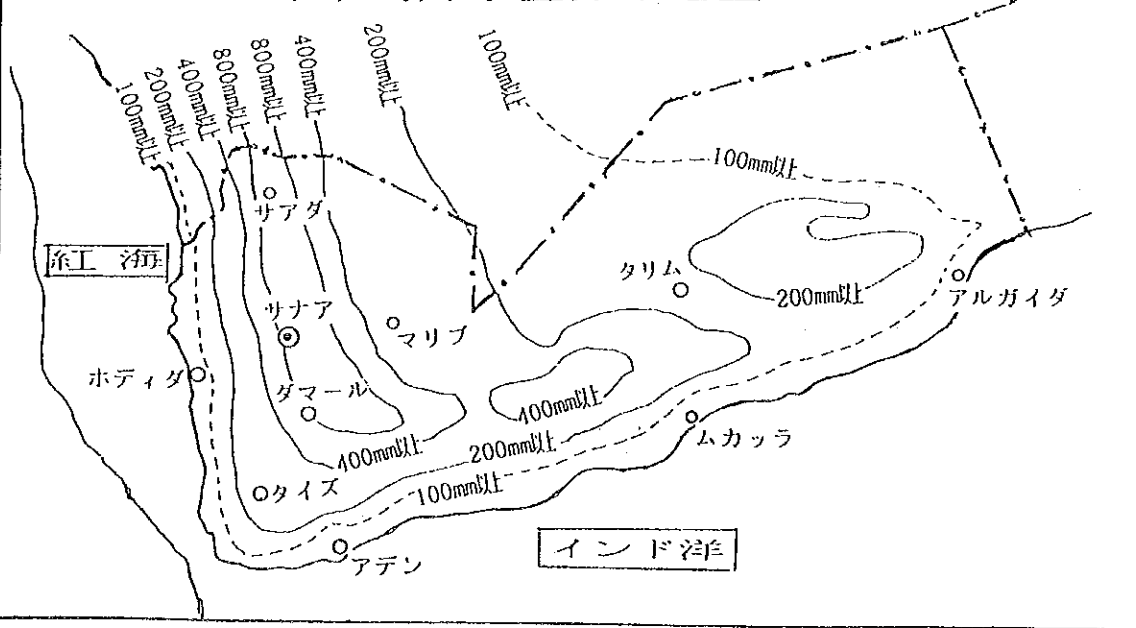 100mm以上
200mm以上
400mm以上
800mm以上
800mm以上
400mm以上
200mm以上
100mm以上
100mm以上
サアダ
紅海
タリム
200mm以上
アルガイダ
サナア
マリブ
ホディダ
ダマール
400mm以上
ムカッラ
400mm以上
200mm以上
100mm以上
タイズ
アデン
インド洋